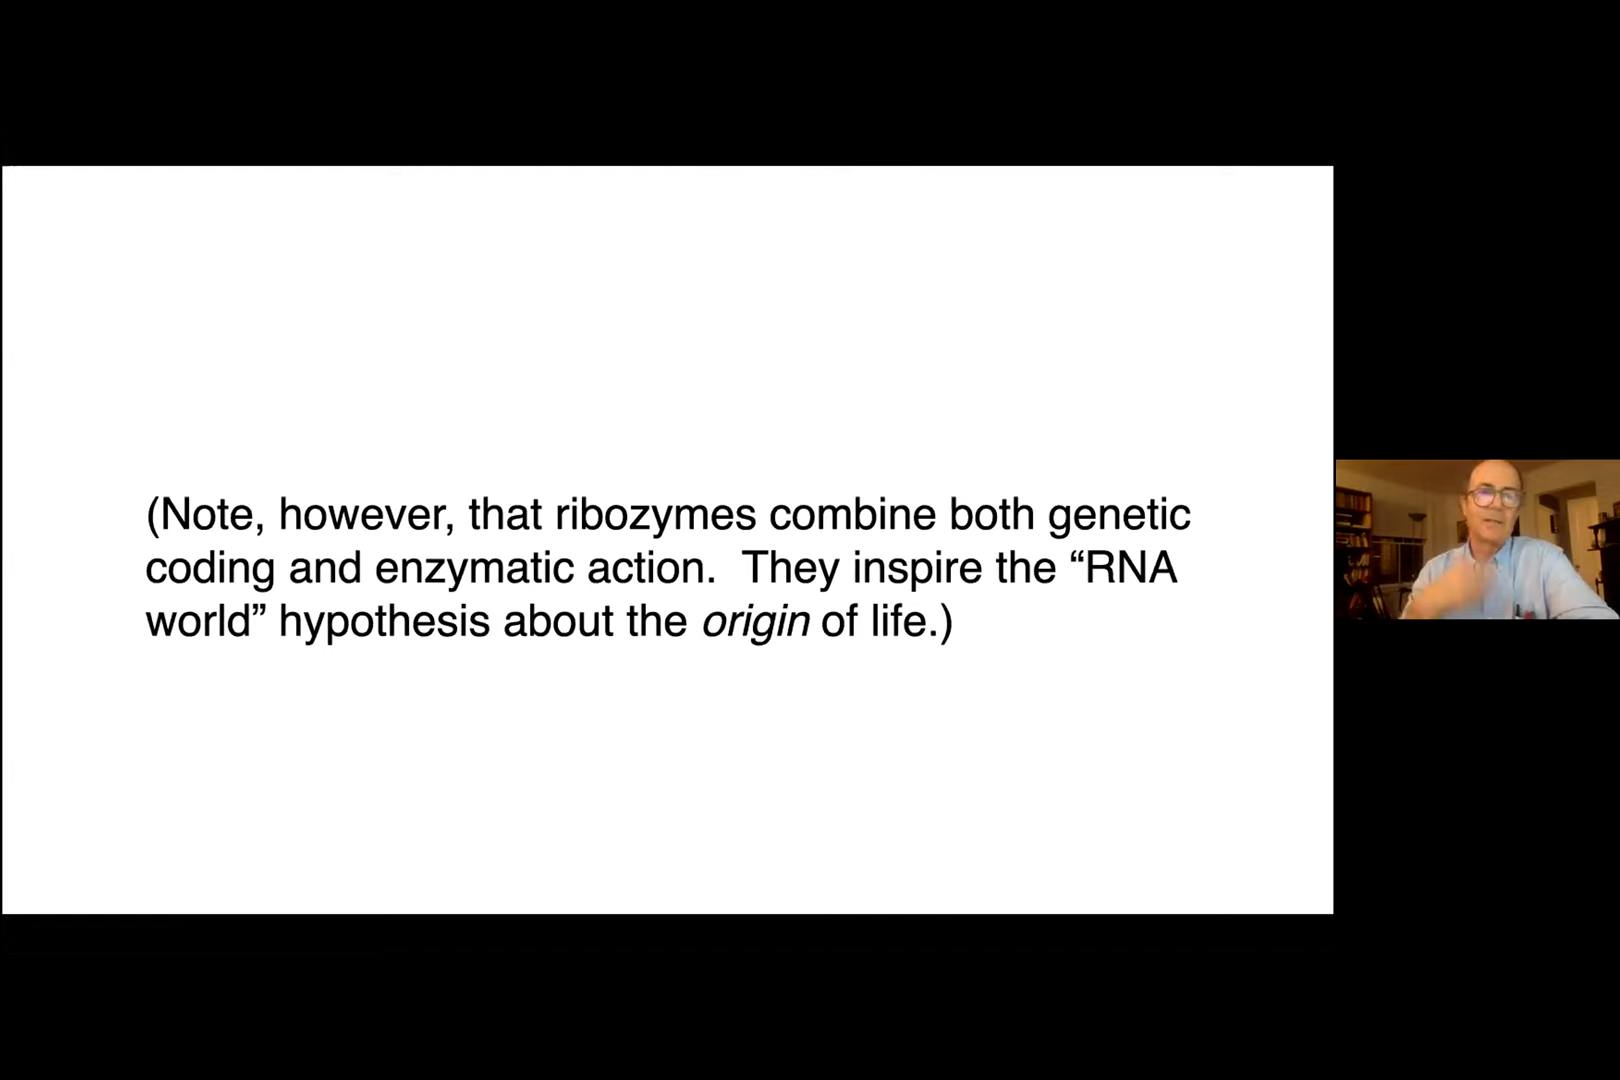 (Note, however, that ribozymes combine both genetic
coding and enzymatic action.  They inspire the “RNA
world” hypothesis about the origin of life.)